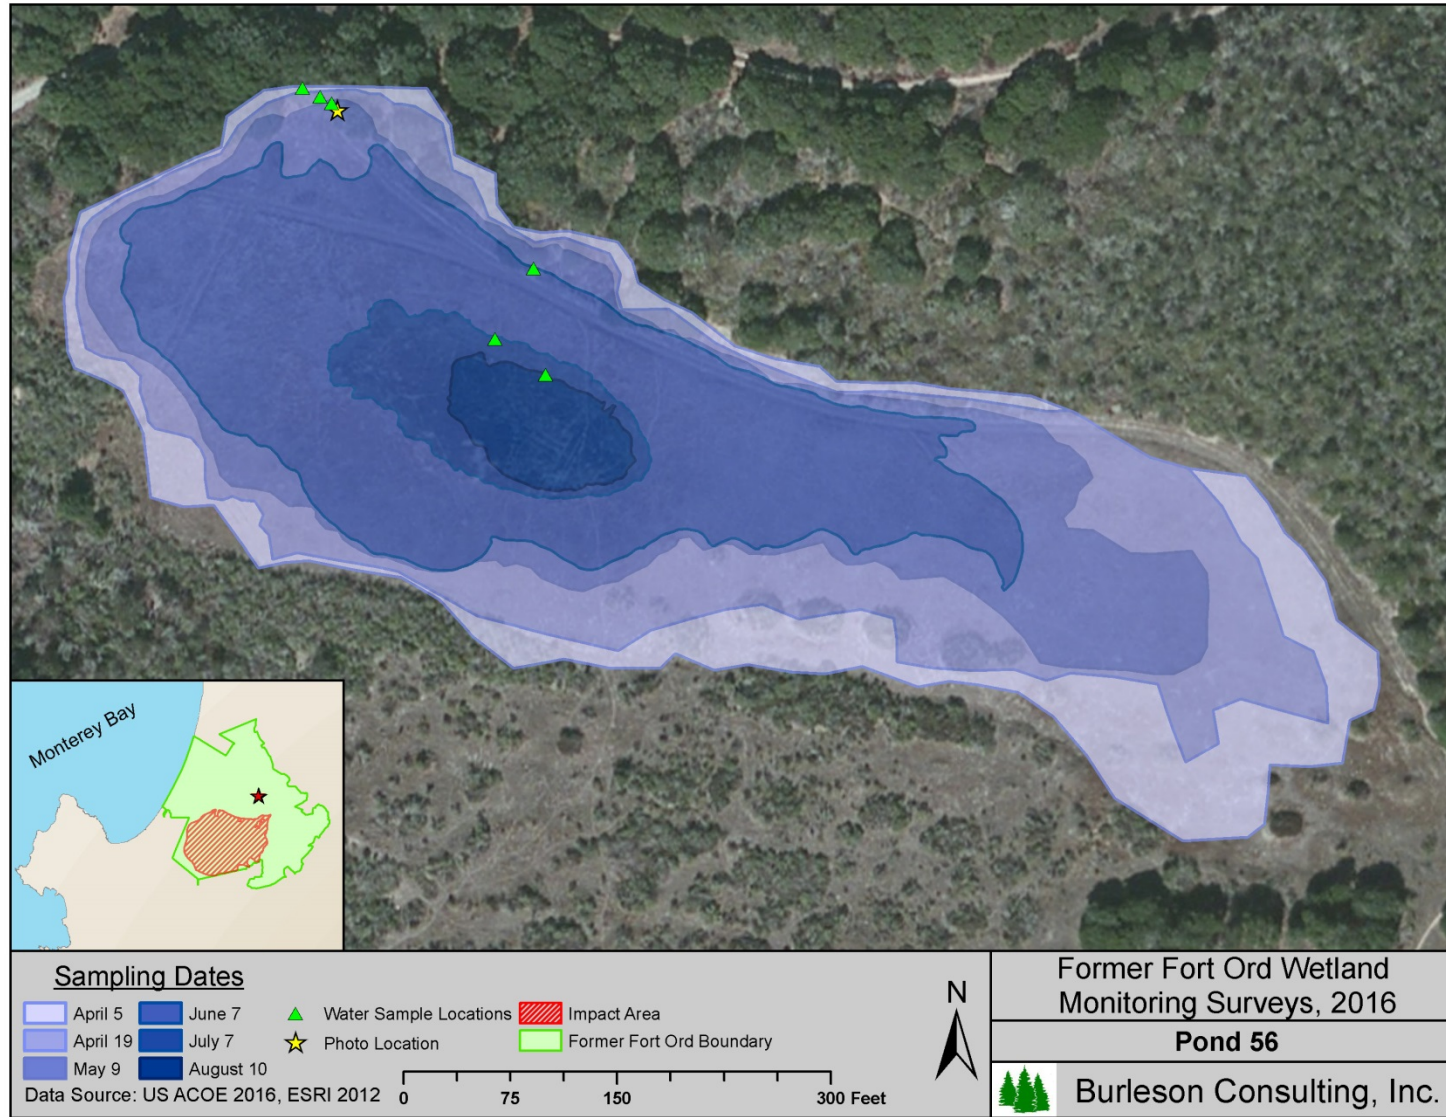 Monterey Bay
Sampling Dates
April 5
April 19
May 9
June 7
July 7
August 10
Water Sample Locations
Photo Location
Impact Area
Former Fort Ord Boundary
Data Source: US ACOE 2016, ESRI 2012
0 75 150 300 Feet
N
Former Fort Ord Wetland
Monitoring Surveys, 2016
Pond 56
Burleson Consulting, Inc.